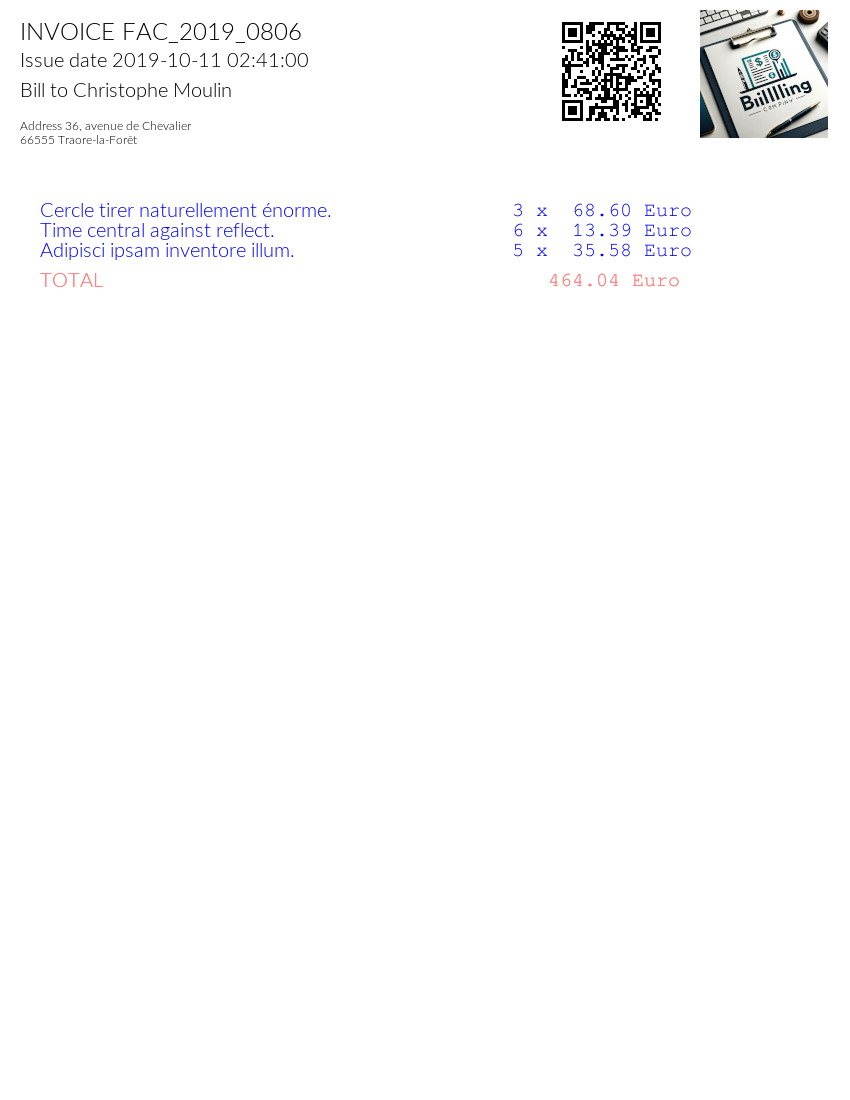 INVOICE FAC_2019_0806
Issue date 2019-10-11 02:41:00
Bill to Christophe Moulin
Address 36, avenue de Chevalier
66555 Traore-la-Forêt
Biillling
COMPANY
Cercle tirer naturellement énorme. 3 x 68.60 Euro
Time central against reflect. 6 x 13.39 Euro
Adipisci ipsam inventore illum. 5 x 35.58 Euro
TOTAL 464.04 Euro